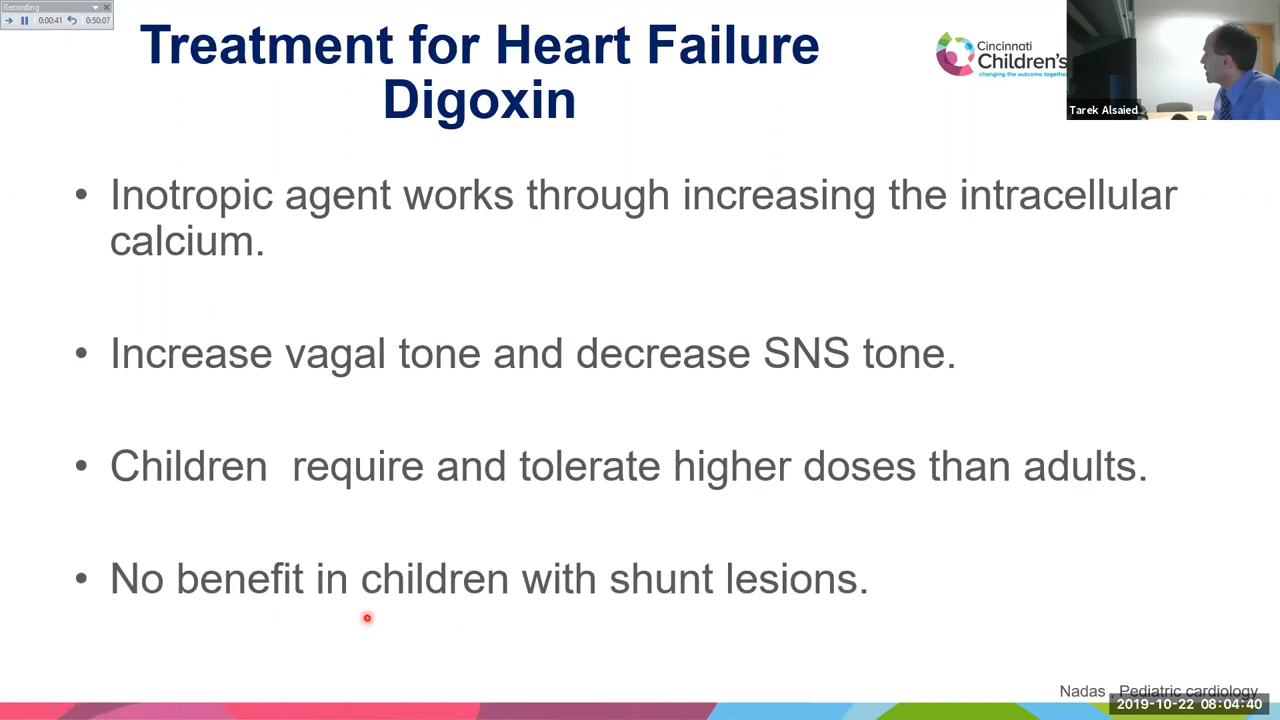 Recording
0:00:41
0:50:07
Treatment for Heart Failure
Digoxin
Cincinnati
Children's
changing the outcome together
Tarek Alsaied
• Inotropic agent works through increasing the intracellular
calcium.
• Increase vagal tone and decrease SNS tone.
• Children require and tolerate higher doses than adults.
• No benefit in children with shunt lesions.
Nadas , Pediatric cardiology
2019-10-22 08:04:40